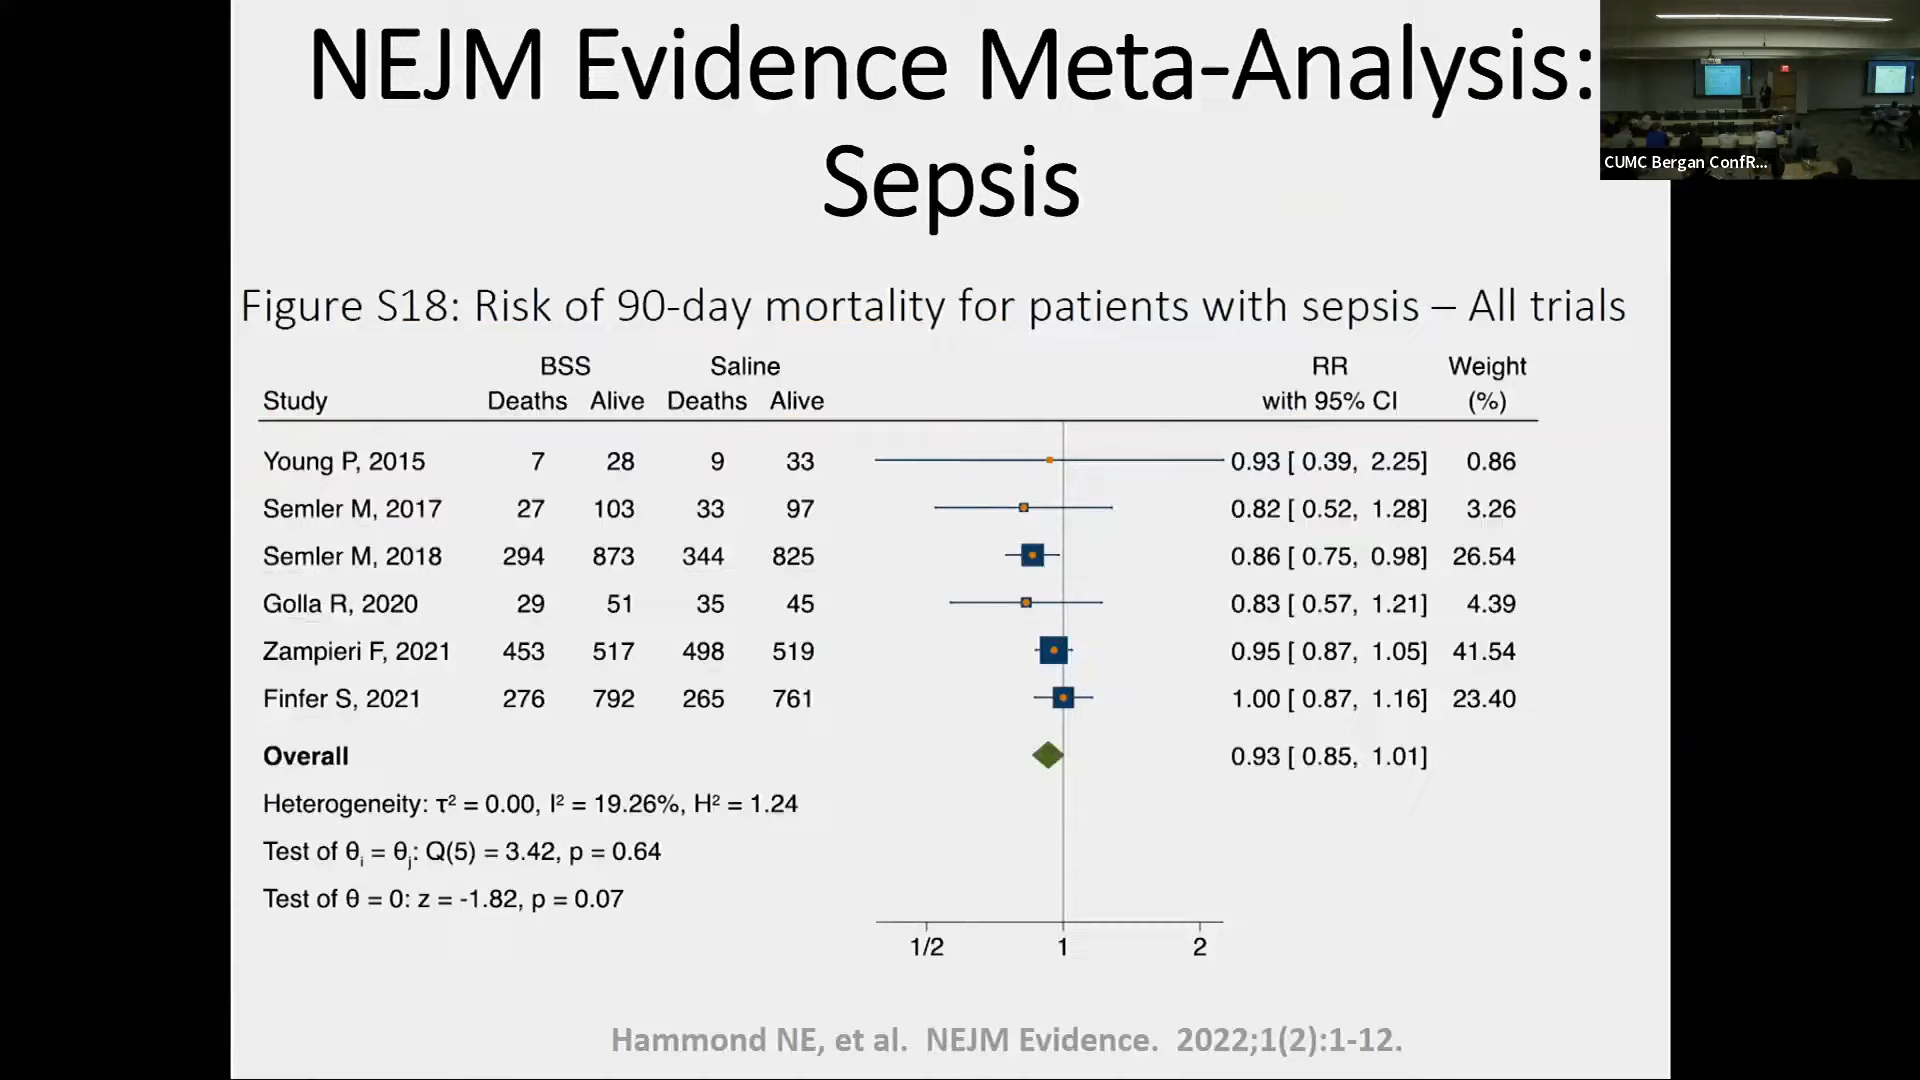 NEJM Evidence Meta-Analysis:
Sepsis
CUMC Bergan ConfR...
Figure S18: Risk of 90-day mortality for patients with sepsis – All trials
BSS Saline RR Weight
Study Deaths Alive Deaths Alive with 95% CI (%)
Young P, 2015 7 28 9 33 0.93 [ 0.39, 2.25] 0.86
Semler M, 2017 27 103 33 97 0.82 [ 0.52, 1.28] 3.26
Semler M, 2018 294 873 344 825 0.86 [ 0.75, 0.98] 26.54
Golla R, 2020 29 51 35 45 0.83 [ 0.57, 1.21] 4.39
Zampieri F, 2021 453 517 498 519 0.95 [ 0.87, 1.05] 41.54
Finfer S, 2021 276 792 265 761 1.00 [ 0.87, 1.16] 23.40
Overall 0.93 [ 0.85, 1.01]
Heterogeneity: τ² = 0.00, I² = 19.26%, H² = 1.24
Test of θᵢ = θⱼ: Q(5) = 3.42, p = 0.64
Test of θ = 0: z = -1.82, p = 0.07
1/2 1 2
Hammond NE, et al. NEJM Evidence. 2022;1(2):1-12.